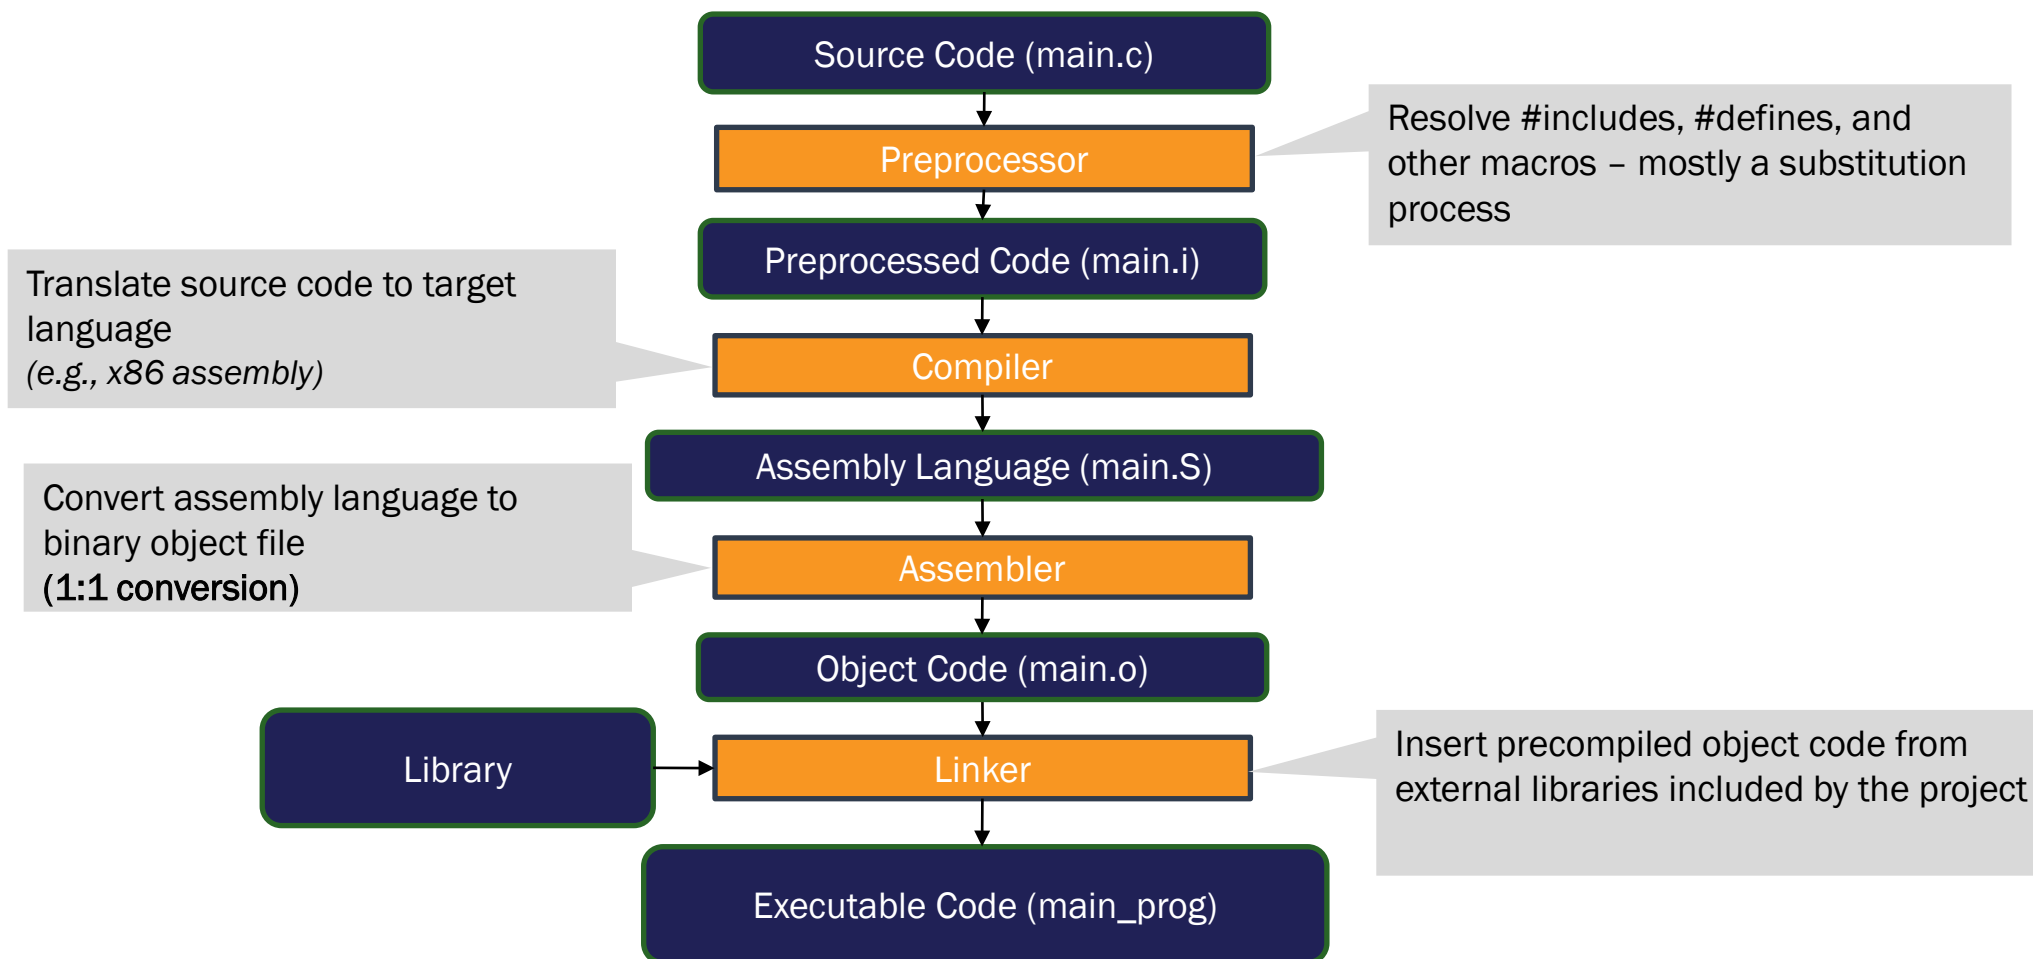 Source Code (main.c)
Preprocessor
Resolve #includes, #defines, and
other macros – mostly a substitution
process
Preprocessed Code (main.i)
Translate source code to target
language
(e.g., x86 assembly)
Compiler
Assembly Language (main.S)
Convert assembly language to
binary object file
(1:1 conversion)
Assembler
Object Code (main.o)
Library
Linker
Insert precompiled object code from
external libraries included by the project
Executable Code (main_prog)